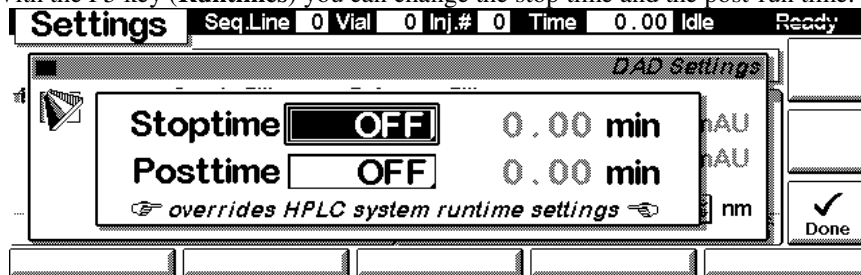 with the F5 key (Runtimes) you can change the stop time and the post-run time.
Settings Seq.Line 0 Vial 0 Inj.# 0 Time 0.00 Idle Ready
DAD Settings
Stoptime OFF 0.00 min
Posttime OFF 0.00 min
overrides HPLC system runtime settings
mAU
mAU
nm
Done